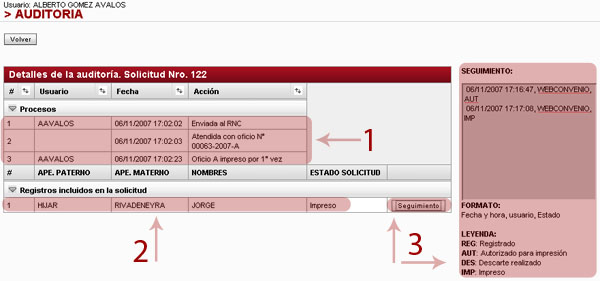 Usuario: ALBERTO GOMEZ AVALOS
> AUDITORIA
Volver
Detalles de la auditoría. Solicitud Nro. 122
# Usuario Fecha Acción
Procesos
1 AAVALOS 06/11/2007 17:02:02 Enviada al RNC
2 AAVALOS 06/11/2007 17:02:03 Atendida con oficio N° 00063-2007-A
3 AAVALOS 06/11/2007 17:02:23 Oficio A impreso por 1° vez
# APE. PATERNO APE. MATERNO NOMBRES ESTADO SOLICITUD
Registros incluidos en la solicitud
1 HIJAR RIVADENEYRA JORGE Impreso Seguimiento
1
2
3
SEGUIMIENTO:
06/11/2007 17:16:47, WEBCONVENIO,
AUT
06/11/2007 17:17:08, WEBCONVENIO,
IMP
FORMATO:
Fecha y hora, usuario, Estado
LEYENDA:
REG: Registrado
AUT: Autorizado para impresión
DES: Descarte realizado
IMP: Impreso